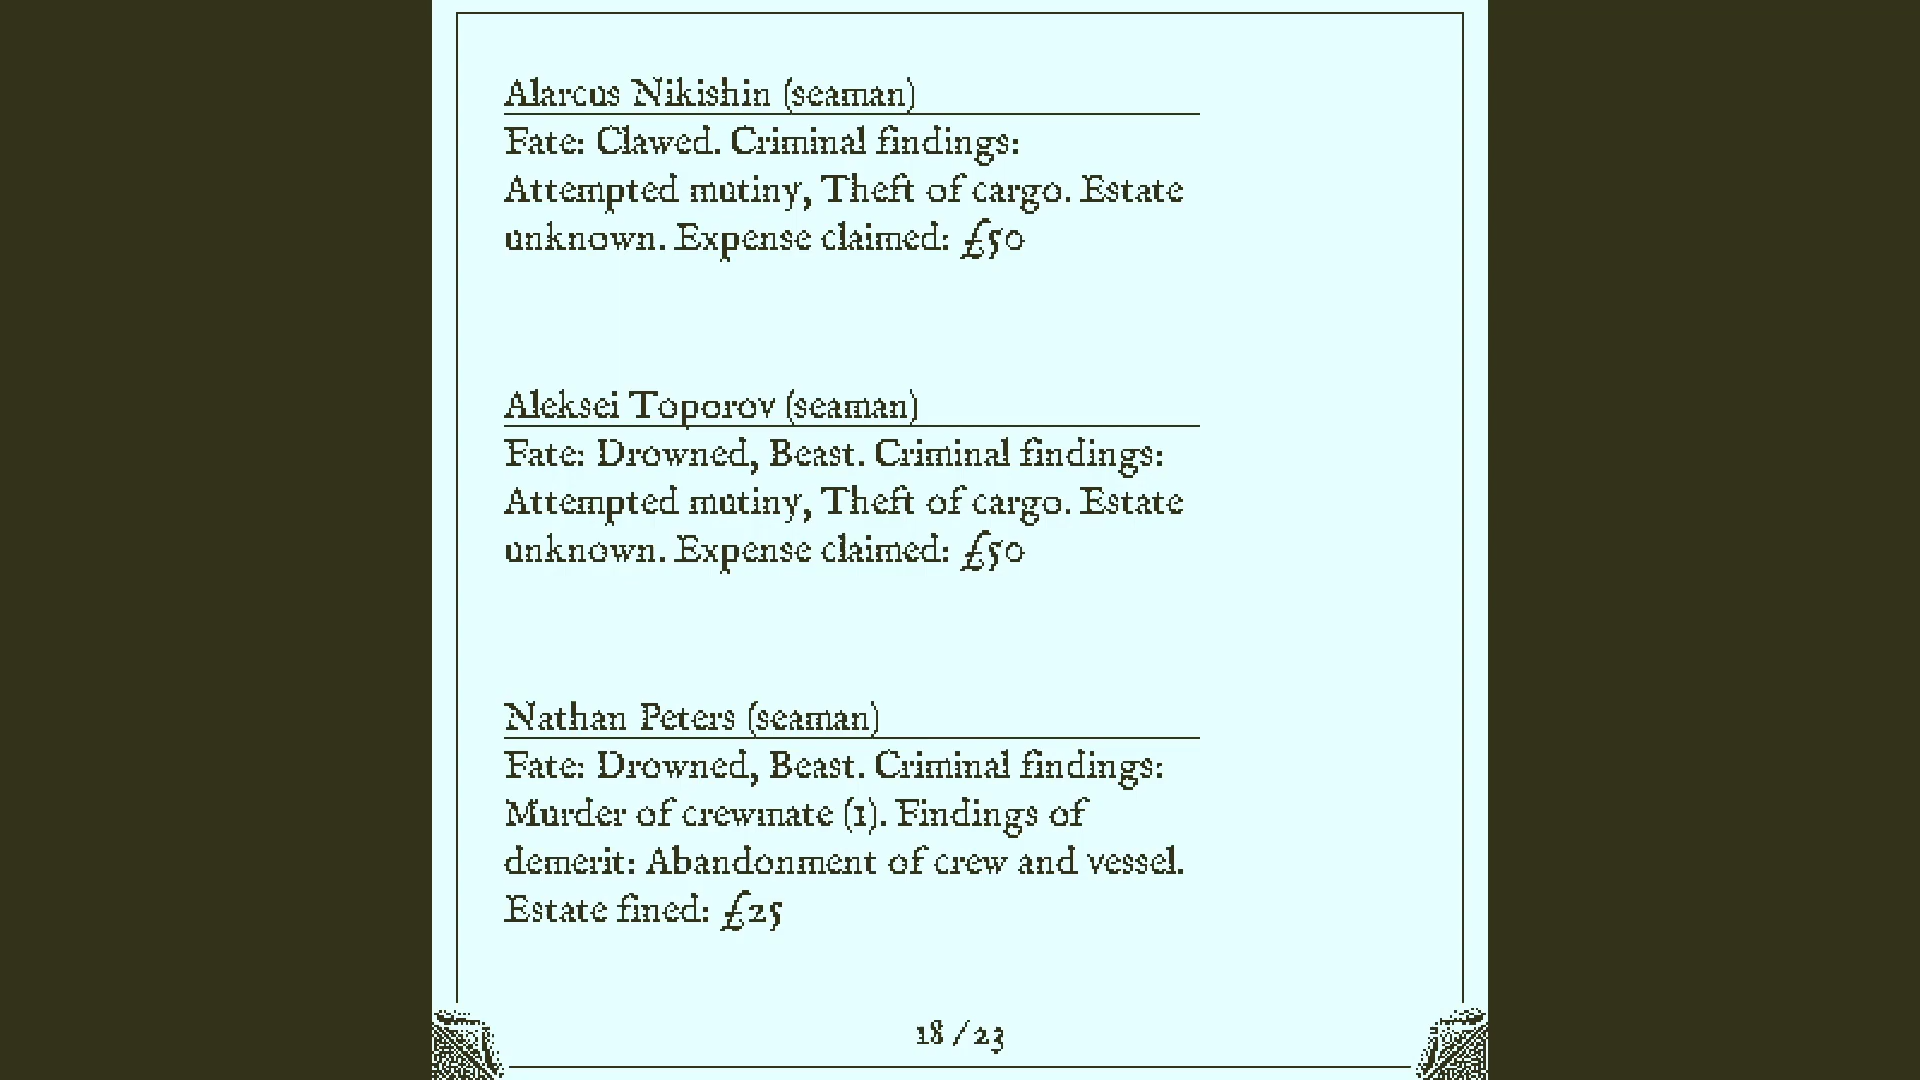 Alarcus Nikishin (seaman)
Fate: Clawed. Criminal findings:
Attempted mutiny, Theft of cargo. Estate
unknown. Expense claimed: £50
Aleksei Toporov (seaman)
Fate: Drowned, Beast. Criminal findings:
Attempted mutiny, Theft of cargo. Estate
unknown. Expense claimed: £50
Nathan Peters (seaman)
Fate: Drowned, Beast. Criminal findings:
Murder of crewmate (1). Findings of
demerit: Abandonment of crew and vessel.
Estate fined: £25
18 / 23